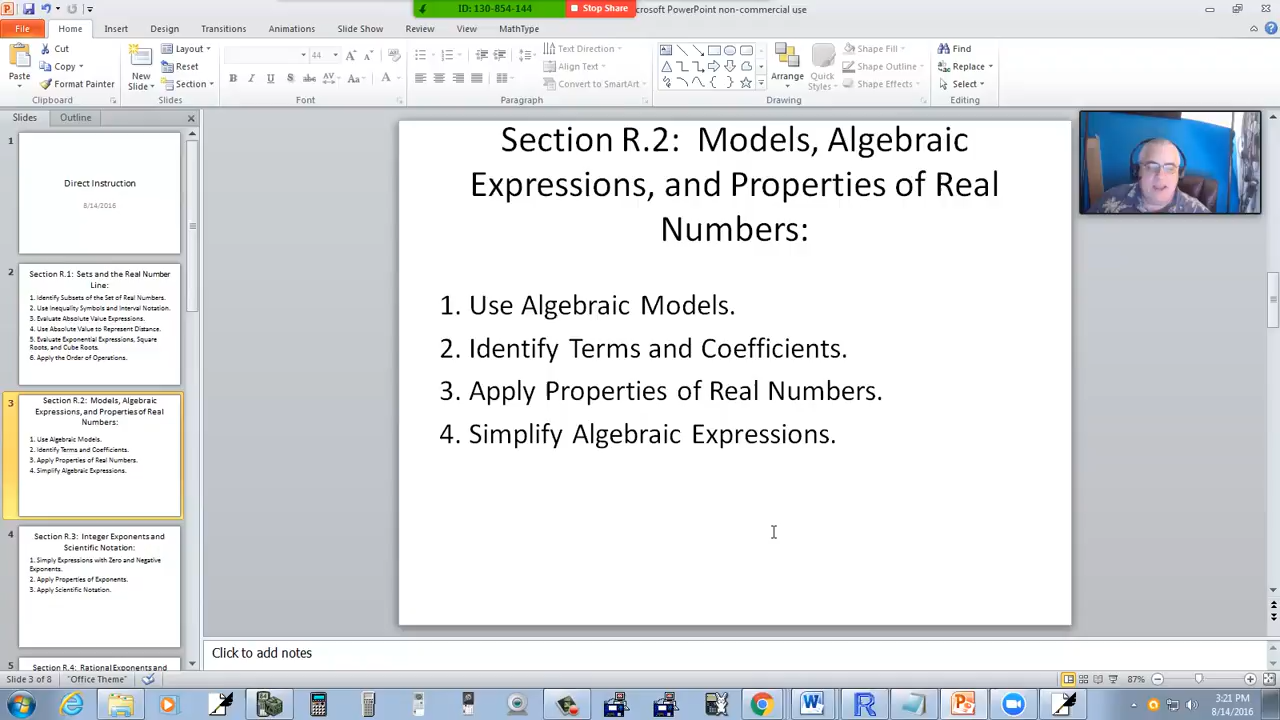 ID: 130-854-144
Stop Share
icrosoft PowerPoint non-commercial use
File Home Insert Design Transitions Animations Slide Show Review View MathType
Cut
Copy
Format Painter
Paste
Clipboard
New
Slide
Layout
Reset
Section
Slides
44
Font
Text Direction
Align Text
Convert to SmartArt
Paragraph
Arrange
Quick
Styles
Shape Fill
Shape Outline
Shape Effects
Drawing
Find
Replace
Select
Editing
Slides Outline
1
Direct Instruction
8/14/2016
2
Section R.1: Sets and the Real Number
Line:
1. Identify Subsets of the Set of Real Numbers.
2. Use Inequality Symbols and Interval Notation.
3. Evaluate Absolute Value Expressions.
4. Use Absolute Value to Represent Distance.
5. Evaluate Exponential Expressions, Square
Roots, and Cube Roots.
6. Apply the Order of Operations.
3
Section R.2: Models, Algebraic
Expressions, and Properties of Real
Numbers:
1. Use Algebraic Models.
2. Identify Terms and Coefficients.
3. Apply Properties of Real Numbers.
4. Simplify Algebraic Expressions.
4
Section R.3: Integer Exponents and
Scientific Notation:
1. Simply Expressions with Zero and Negative
Exponents.
2. Apply Properties of Exponents.
3. Apply Scientific Notation.
5
Section R.4: Rational Exponents and
Section R.2: Models, Algebraic
Expressions, and Properties of Real
Numbers:
1. Use Algebraic Models.
2. Identify Terms and Coefficients.
3. Apply Properties of Real Numbers.
4. Simplify Algebraic Expressions.
Click to add notes
Slide 3 of 8
"Office Theme"
87%
3:21 PM
8/14/2016